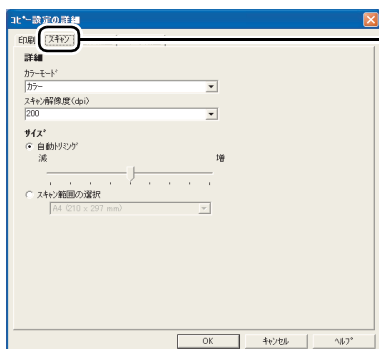 ｺﾋﾟｰ設定の詳細
印刷 スキャン
詳細
カラーモード
カラー
スキャン解像度(dpi)
200
サイズ
自動トリミング
減 増
スキャン範囲の選択
A4 (210 x 297 mm)
OK キャンセル ヘルプ